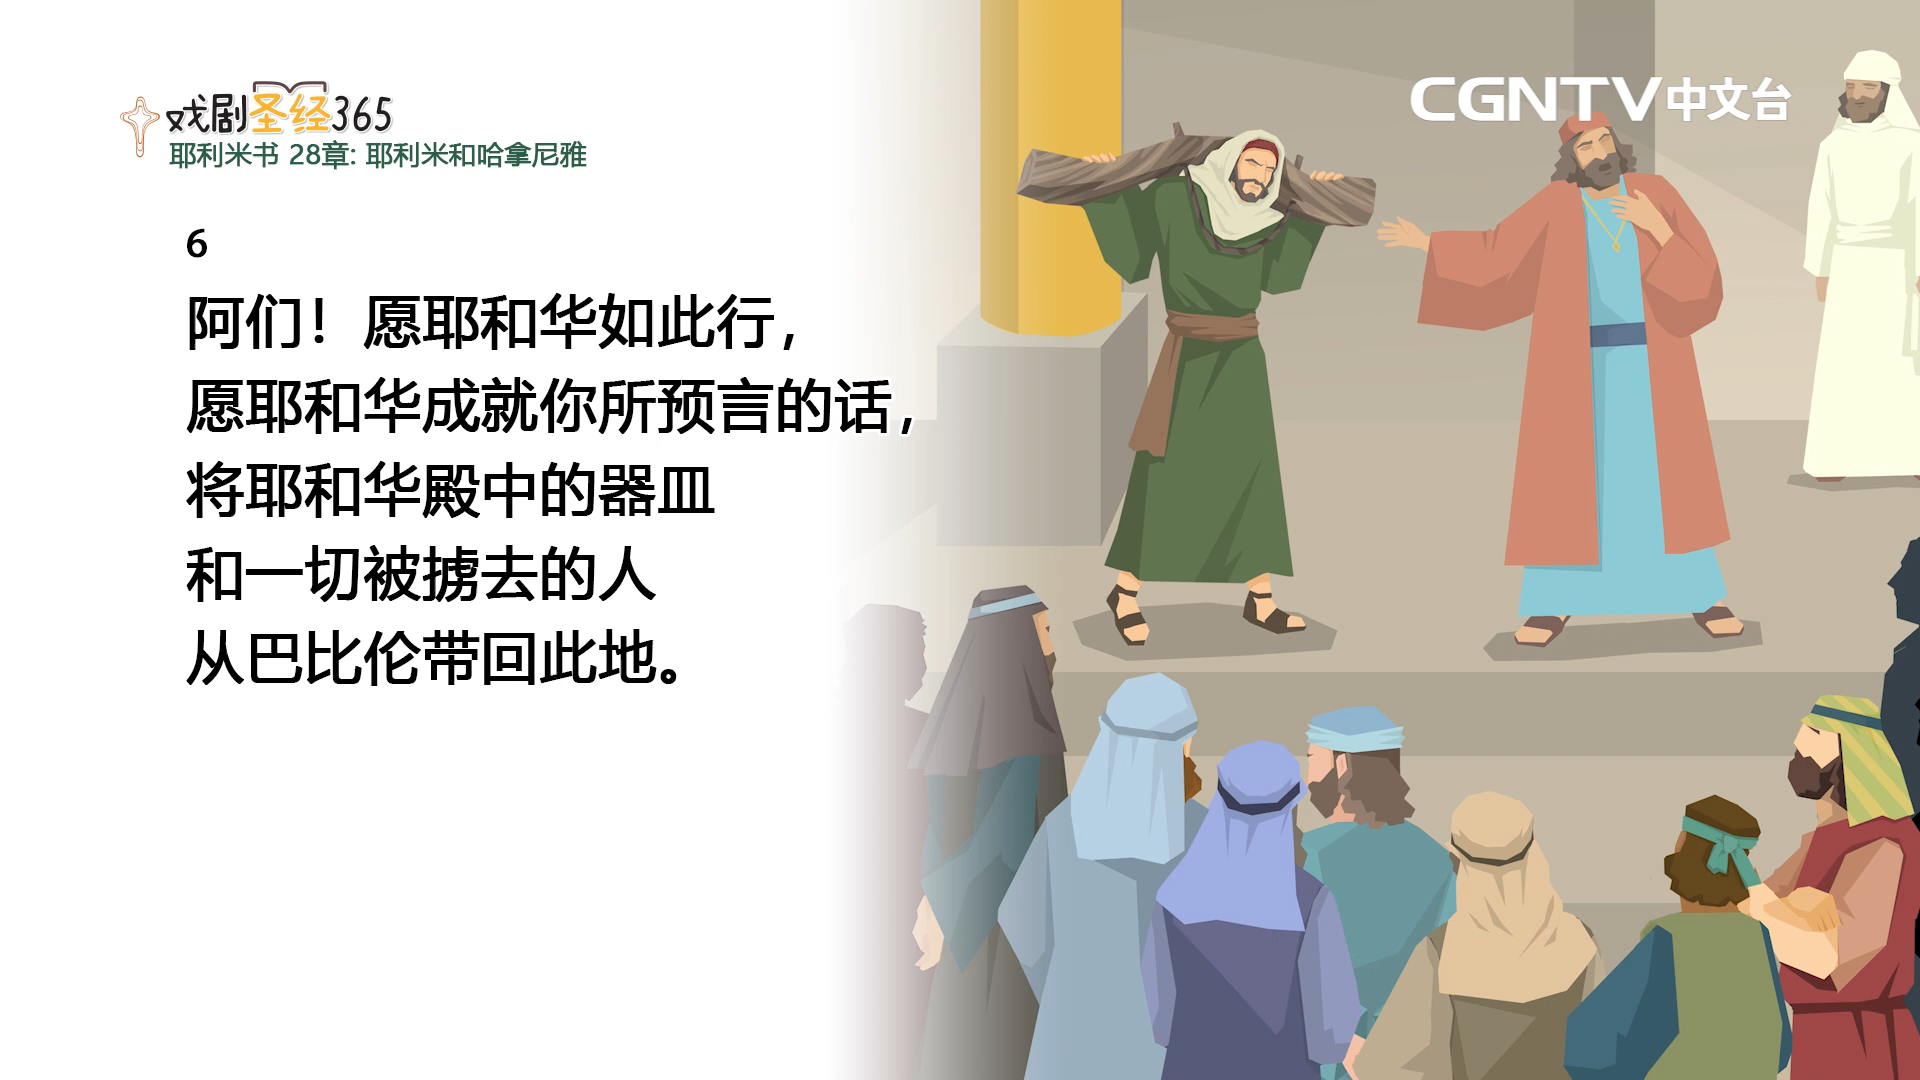 戏剧圣经365
CGNTV中文台
耶利米书 28章: 耶利米和哈拿尼雅
6
阿们！愿耶和华如此行，
愿耶和华成就你所预言的话，
将耶和华殿中的器皿
和一切被掳去的人
从巴比伦带回此地。